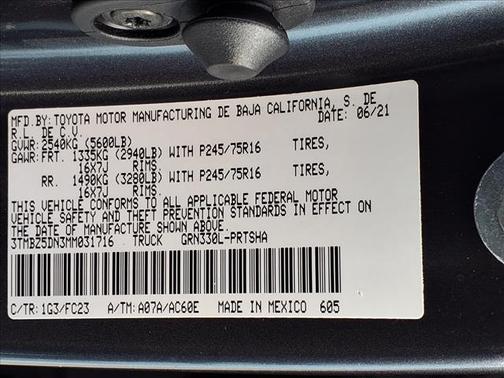 MFD.BY:TOYOTA MOTOR MANUFACTURING DE BAJA CALIFORNIA, S. DE
R.L. DE C.V. 06/21
GVWR:2540KG (5600LB)
GAWR:FRT. 1335KG (2940LB) WITH P245/75R16 TIRES,
16X7J RIMS.
RR. 1490KG (3280LB) WITH P245/75R16 TIRES,
16X7J RIMS.
THIS VEHICLE CONFORMS TO ALL APPLICABLE FEDERAL MOTOR
VEHICLE SAFETY AND THEFT PREVENTION STANDARDS IN EFFECT ON
THE DATE OF MANUFACTURE SHOWN ABOVE.
3TMBZ5DN3MM031716 TRUCK GRN330L-PRTSHA
C/TR:1G3/FC23 A/TM:A07A/AC60E MADE IN MEXICO 605